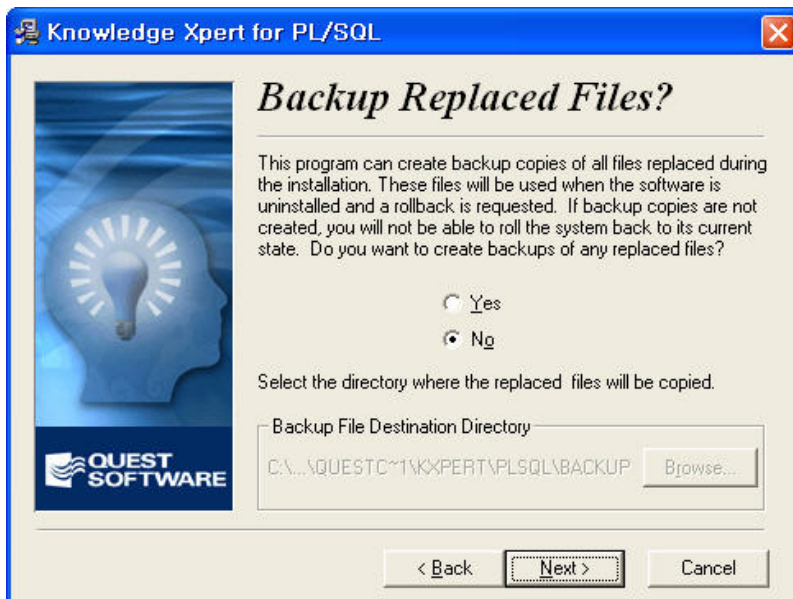 Knowledge Xpert for PL/SQL
Backup Replaced Files?
This program can create backup copies of all files replaced during
the installation. These files will be used when the software is
uninstalled and a rollback is requested.  If backup copies are not
created, you will not be able to roll the system back to its current
state.  Do you want to create backups of any replaced files?
Yes
No
Select the directory where the replaced  files will be copied.
Backup File Destination Directory
C:\...\QUESTC~1\KXPERT\PLSQL\BACKUP
Browse...
QUEST
SOFTWARE
< Back
Next >
Cancel